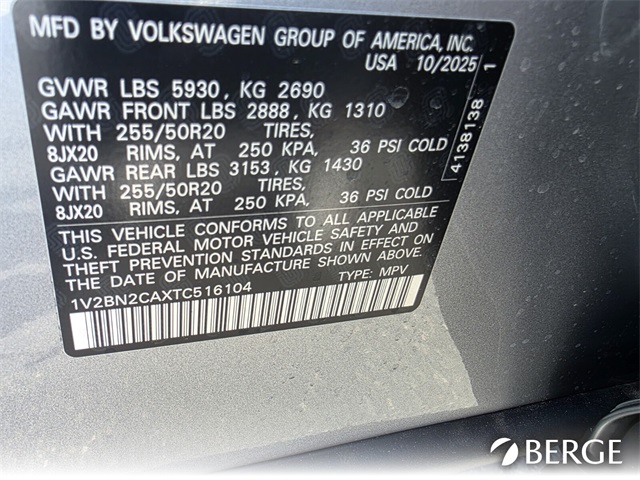 MFD BY VOLKSWAGEN GROUP OF AMERICA, INC.
USA 10/2025
GVWR LBS 5930, KG 2690
GAWR FRONT LBS 2888, KG 1310
WITH 255/50R20 TIRES,
8JX20 RIMS, AT 250 KPA, 36 PSI COLD
GAWR REAR LBS 3153, KG 1430
WITH 255/50R20 TIRES,
8JX20 RIMS, AT 250 KPA, 36 PSI COLD
THIS VEHICLE CONFORMS TO ALL APPLICABLE
U.S. FEDERAL MOTOR VEHICLE SAFETY AND
THEFT PREVENTION STANDARDS IN EFFECT ON
THE DATE OF MANUFACTURE SHOWN ABOVE.
1V2BN2CAXTC516104 TYPE: MPV
4138138 1
BERGE